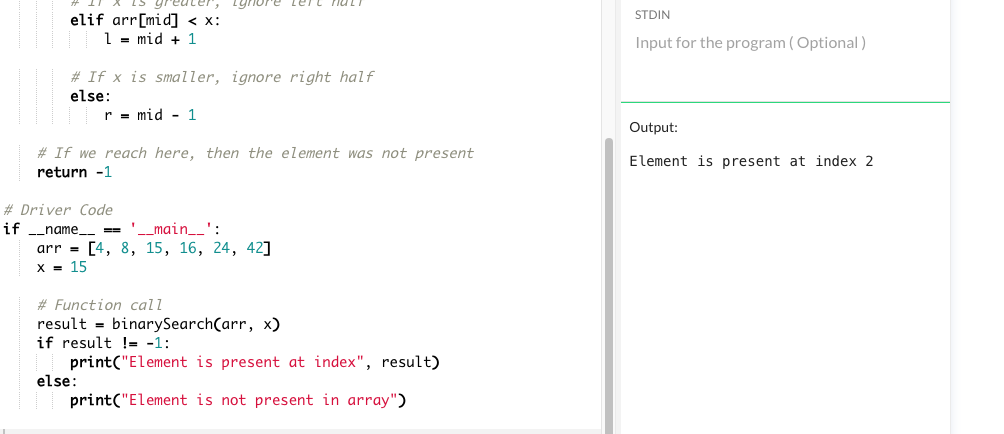 # If x is greater, ignore left half
elif arr[mid] < x:
l = mid + 1
# If x is smaller, ignore right half
else:
r = mid - 1
# If we reach here, then the element was not present
return -1
# Driver Code
if __name__ == '__main__':
arr = [4, 8, 15, 16, 24, 42]
x = 15
# Function call
result = binarySearch(arr, x)
if result != -1:
print("Element is present at index", result)
else:
print("Element is not present in array")
STDIN
Input for the program ( Optional )
Output:
Element is present at index 2